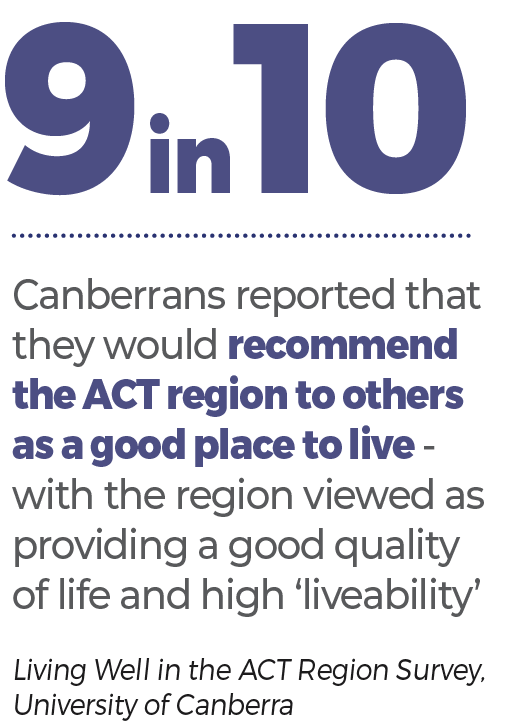 9 in 10
Canberrans reported that
they would recommend
the ACT region to others
as a good place to live -
with the region viewed as
providing a good quality
of life and high ‘liveability’
Living Well in the ACT Region Survey,
University of Canberra